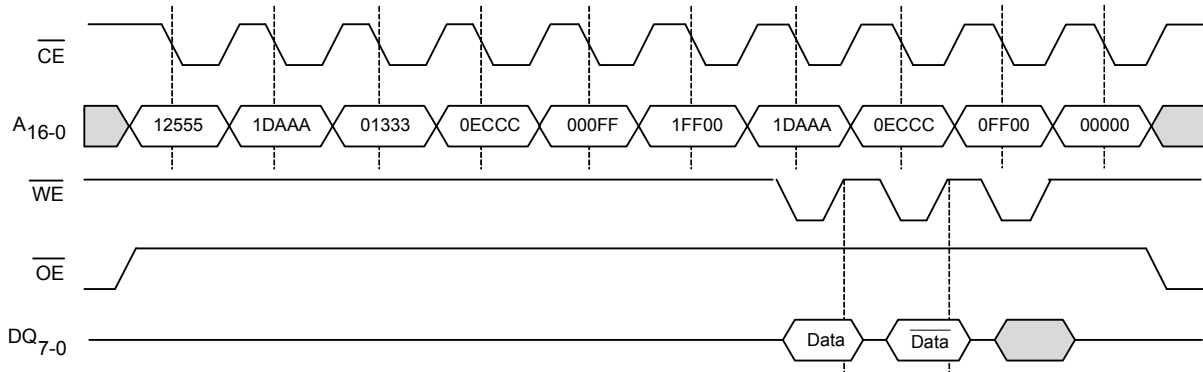 CE
A16-0 12555 1DAAA 01333 0ECCC 000FF 1FF00 1DAAA 0ECCC 0FF00 00000
WE
OE
DQ7-0 Data Data